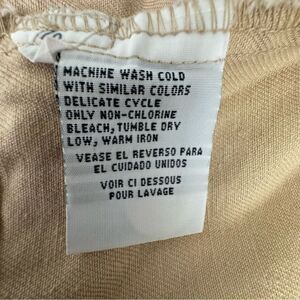 MACHINE WASH COLD
WITH SIMILAR COLORS
DELICATE CYCLE
ONLY NON-CHLORINE
BLEACH, TUMBLE DRY
LOW, WARM IRON
VEASE EL REVERSO PARA
EL CUIDADO UNIDOS
VOIR CI DESSOUS
POUR LAVAGE